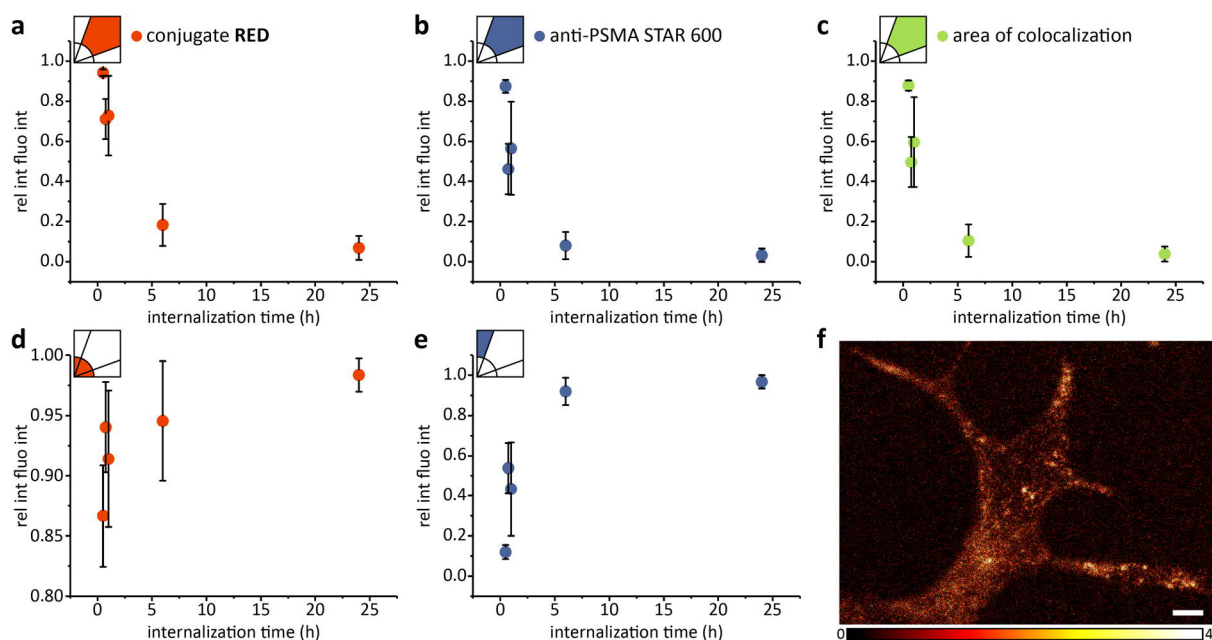 a conjugate RED
b anti-PSMA STAR 600
c area of colocalization
rel int fluo int
1.0
0.8
0.6
0.4
0.2
0.0
0 5 10 15 20 25
internalization time (h)
rel int fluo int
1.0
0.8
0.6
0.4
0.2
0.0
0 5 10 15 20 25
internalization time (h)
rel int fluo int
1.0
0.8
0.6
0.4
0.2
0.0
0 5 10 15 20 25
internalization time (h)
d
rel int fluo int
1.00
0.95
0.90
0.85
0.80
0 5 10 15 20 25
internalization time (h)
e
rel int fluo int
1.0
0.8
0.6
0.4
0.2
0.0
0 5 10 15 20 25
internalization time (h)
f
0 4